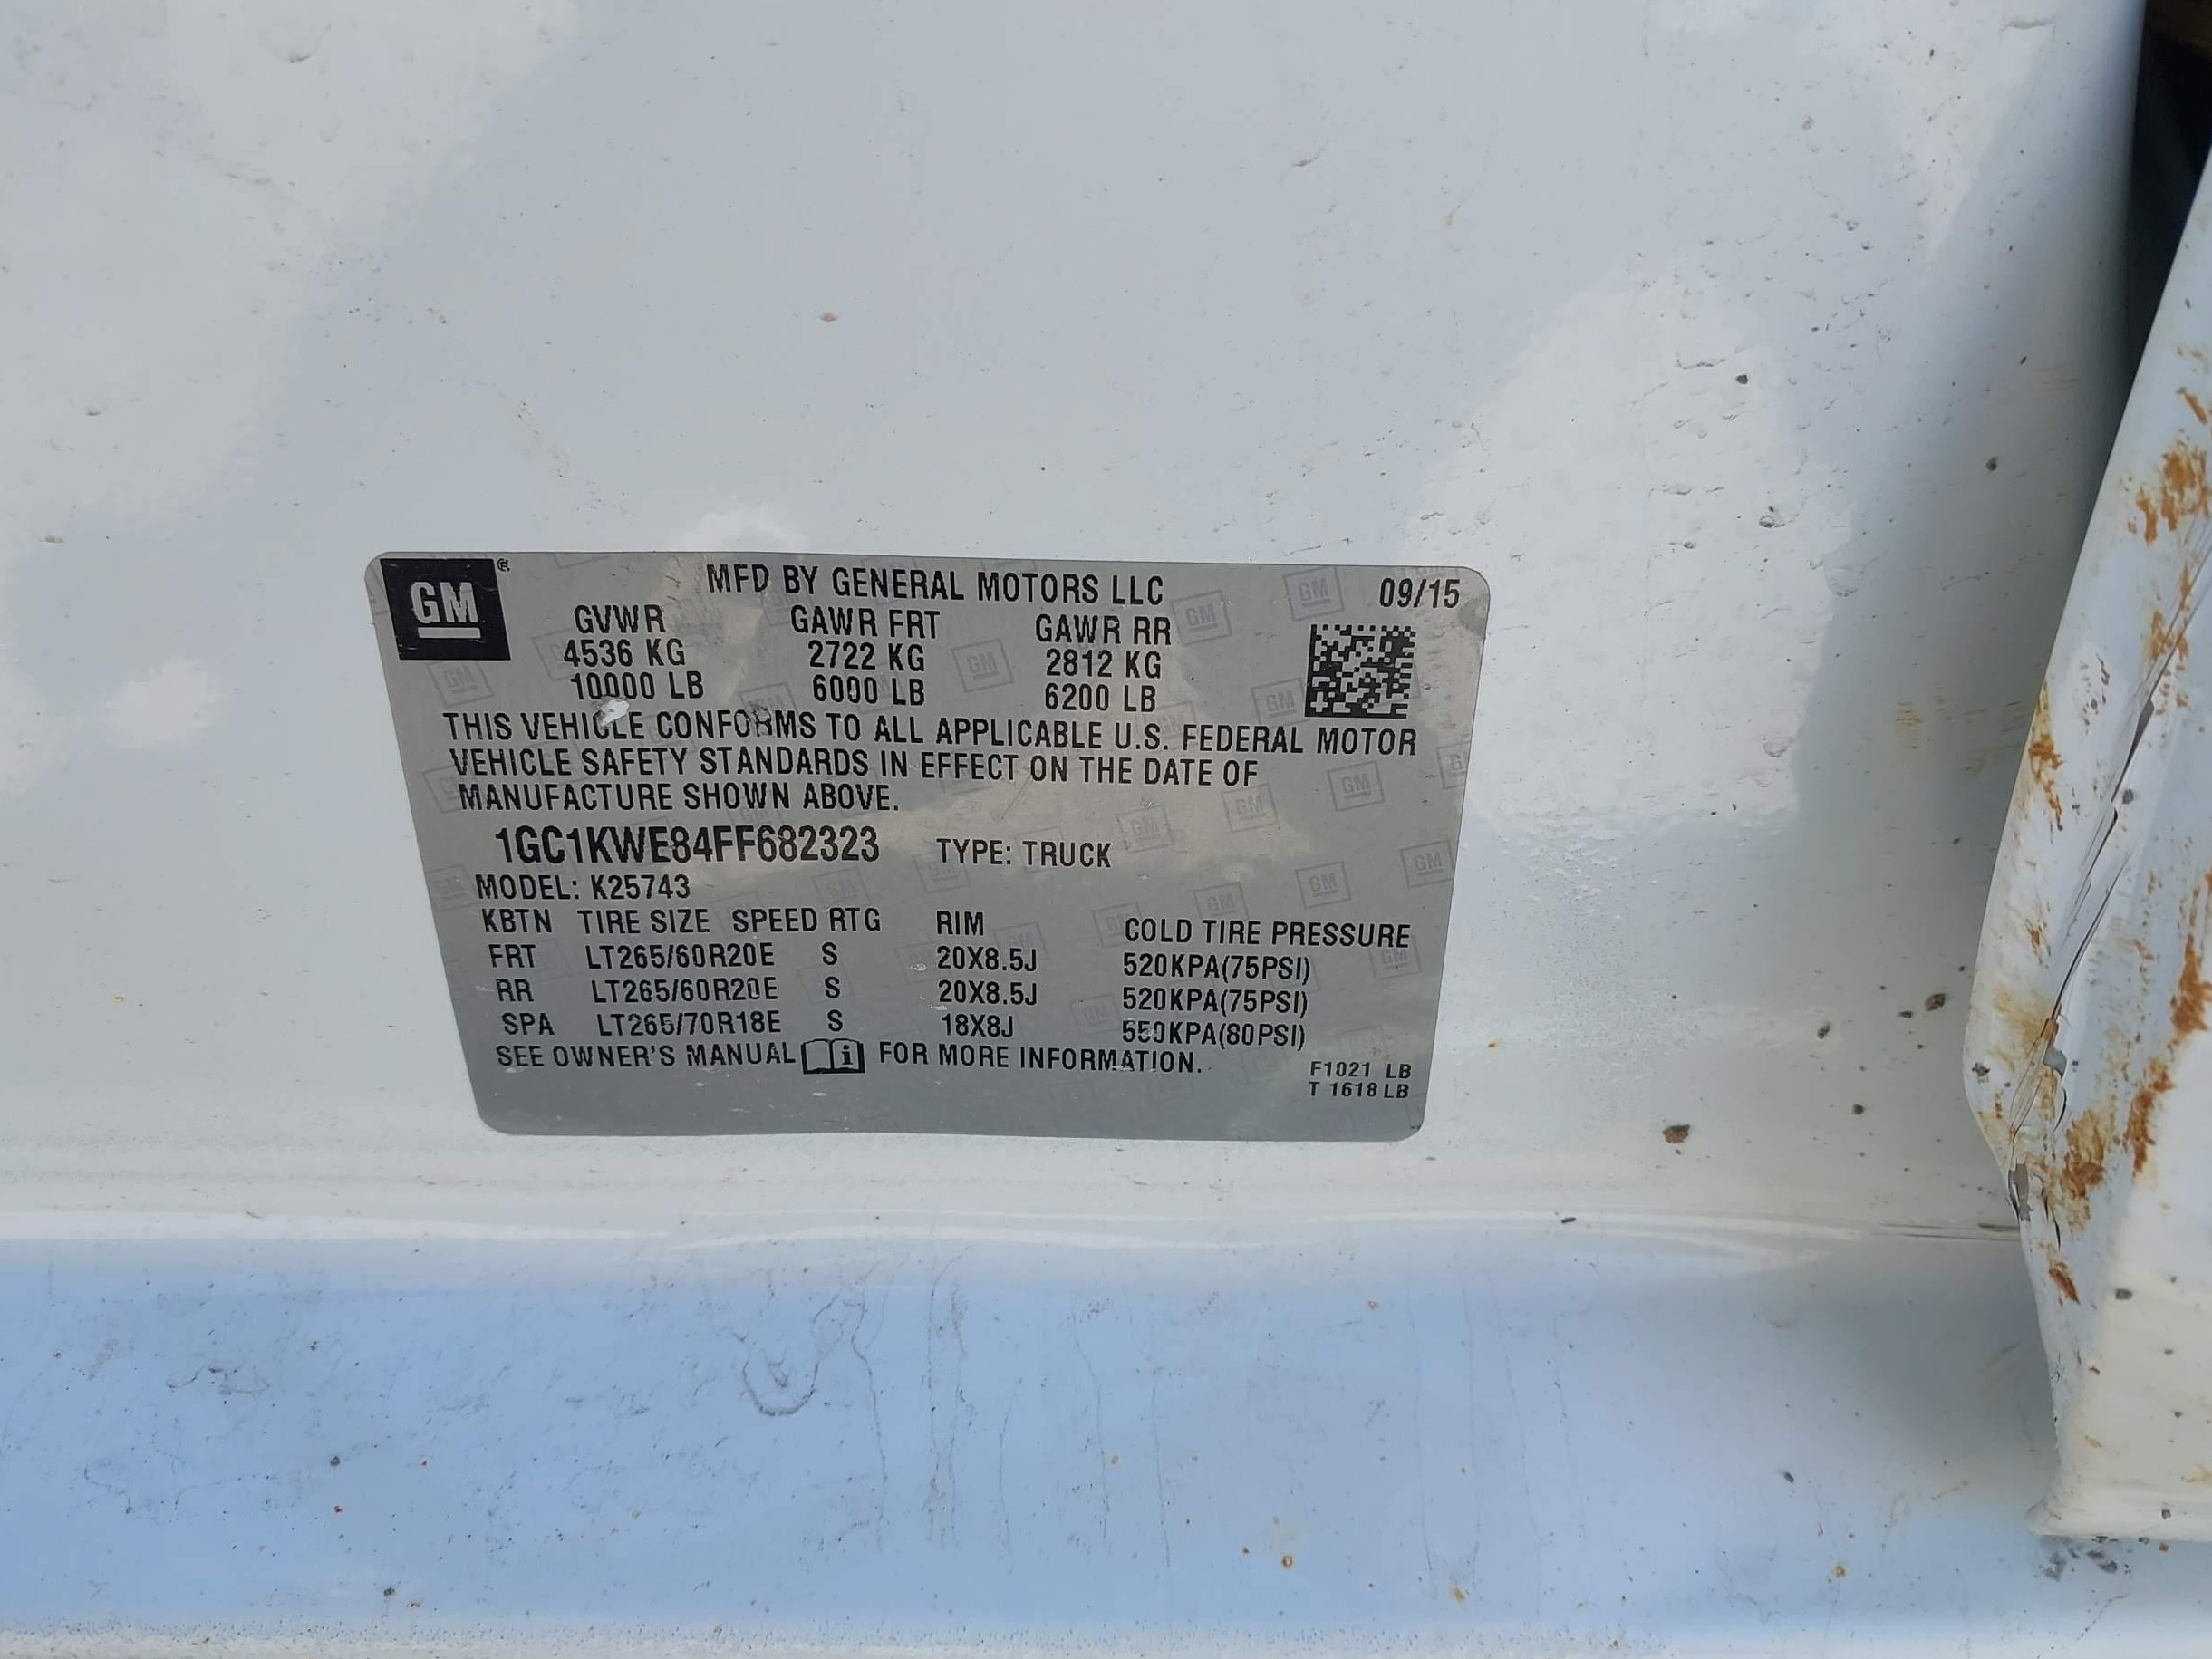 GM®
MFD BY GENERAL MOTORS LLC 09/15
GVWR GAWR FRT GAWR RR
4536 KG 2722 KG 2812 KG
10000 LB 6000 LB 6200 LB
THIS VEHICLE CONFORMS TO ALL APPLICABLE U.S. FEDERAL MOTOR
VEHICLE SAFETY STANDARDS IN EFFECT ON THE DATE OF
MANUFACTURE SHOWN ABOVE.
1GC1KWE84FF682323 TYPE: TRUCK
MODEL: K25743
KBTN TIRE SIZE SPEED RTG RIM COLD TIRE PRESSURE
FRT LT265/60R20E S 20X8.5J 520KPA(75PSI)
RR LT265/60R20E S 20X8.5J 520KPA(75PSI)
SPA LT265/70R18E S 18X8J 550KPA(80PSI)
SEE OWNER'S MANUAL i FOR MORE INFORMATION.
F1021 LB
T 1618 LB